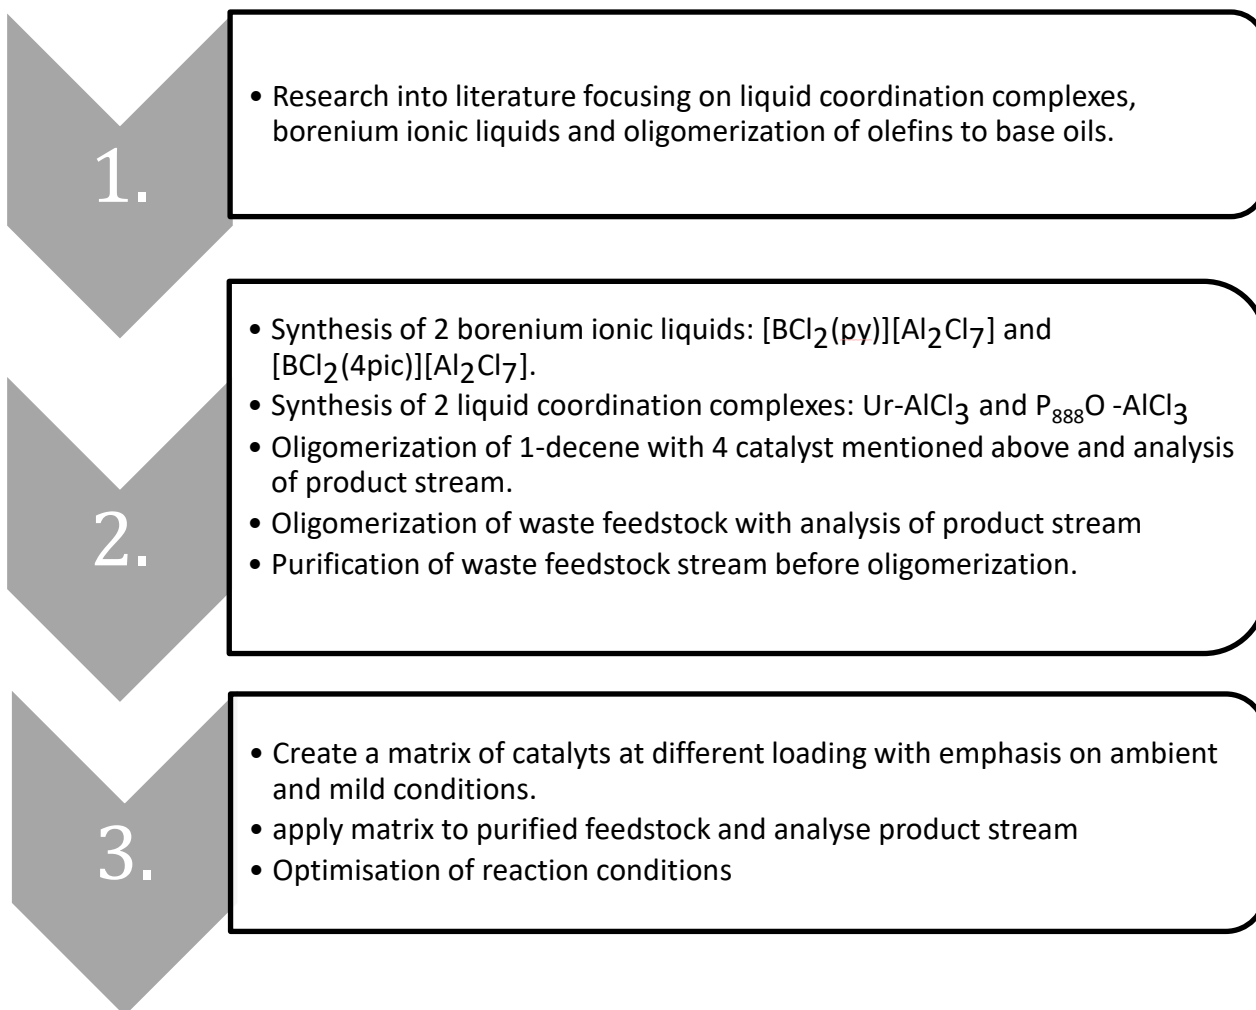 1.
• Research into literature focusing on liquid coordination complexes,
borenium ionic liquids and oligomerization of olefins to base oils.
2.
• Synthesis of 2 borenium ionic liquids: [BCl2(py)][Al2Cl7] and
[BCl2(4pic)][Al2Cl7].
• Synthesis of 2 liquid coordination complexes: Ur-AlCl3 and P888O -AlCl3
• Oligomerization of 1-decene with 4 catalyst mentioned above and analysis
of product stream.
• Oligomerization of waste feedstock with analysis of product stream
• Purification of waste feedstock stream before oligomerization.
3.
• Create a matrix of catalyts at different loading with emphasis on ambient
and mild conditions.
• apply matrix to purified feedstock and analyse product stream
• Optimisation of reaction conditions